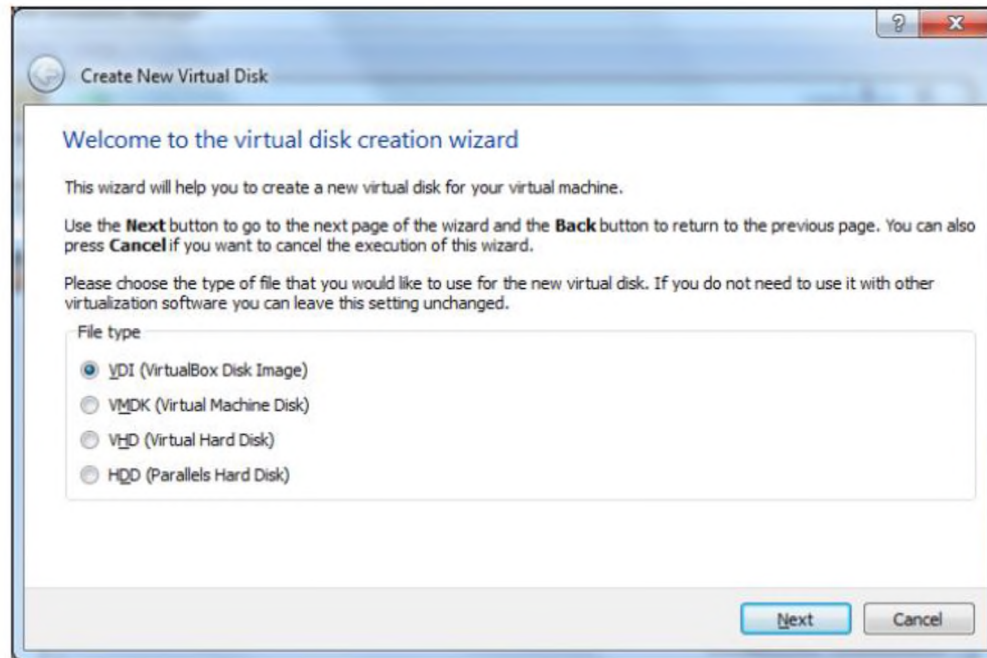 Create New Virtual Disk
Welcome to the virtual disk creation wizard
This wizard will help you to create a new virtual disk for your virtual machine.
Use the Next button to go to the next page of the wizard and the Back button to return to the previous page. You can also
press Cancel if you want to cancel the execution of this wizard.
Please choose the type of file that you would like to use for the new virtual disk. If you do not need to use it with other
virtualization software you can leave this setting unchanged.
File type
VDI (VirtualBox Disk Image)
VMDK (Virtual Machine Disk)
VHD (Virtual Hard Disk)
HDD (Parallels Hard Disk)
Next
Cancel